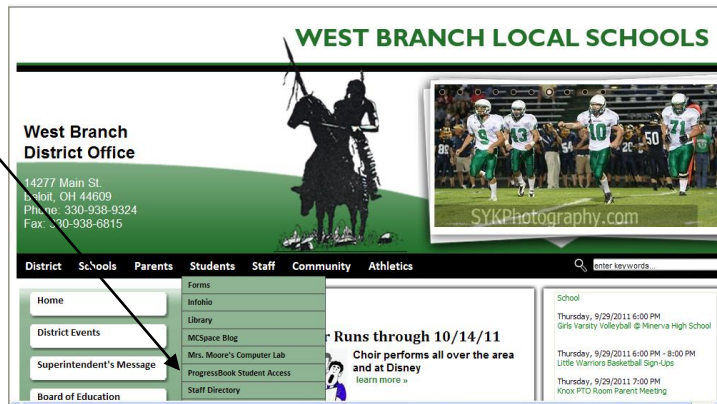 WEST BRANCH LOCAL SCHOOLS
West Branch
District Office
14277 Main St.
Beloit, OH 44609
Phone: 330-938-9324
Fax: 330-938-6815
9
43
10
50
71
SYKPhotography.com
District Schools Parents Students Staff Community Athletics
enter keywords...
Home
District Events
Superintendent's Message
Board of Education
Forms
Infohio
Library
MCSpace Blog
Mrs. Moore's Computer Lab
ProgressBook Student Access
Staff Directory
r Runs through 10/14/11
Choir performs all over the area
and at Disney
learn more »
School
Thursday, 9/29/2011 6:00 PM
Girls Varsity Volleyball @ Minerva High School
Thursday, 9/29/2011 6:00 PM - 8:00 PM
Little Warriors Basketball Sign-Ups
Thursday, 9/29/2011 7:00 PM
Knox PTO Room Parent Meeting